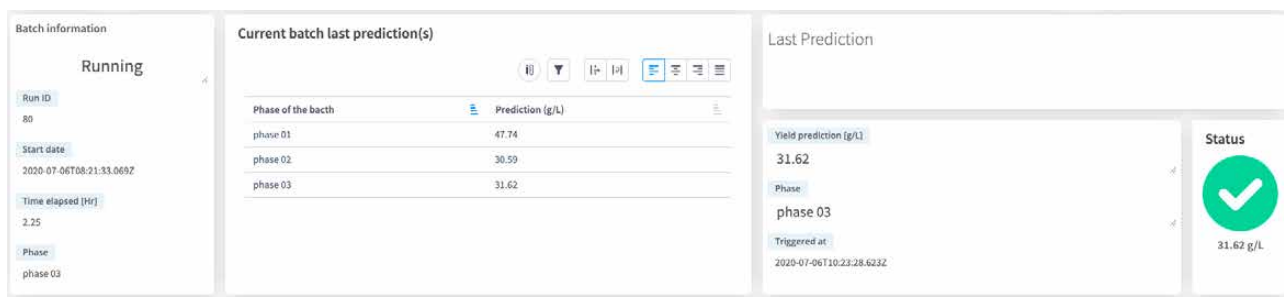 Batch information
Running
Run ID
80
Start date
2020-07-06T08:21:33.069Z
Time elapsed [Hr]
2.25
Phase
phase 03
Current batch last prediction(s)
Phase of the bacth Prediction (g/L)
phase 01 47.74
phase 02 30.59
phase 03 31.62
Last Prediction
Yield prediction [g/L]
31.62
Phase
phase 03
Triggered at
2020-07-06T10:23:28.623Z
Status
31.62 g/L